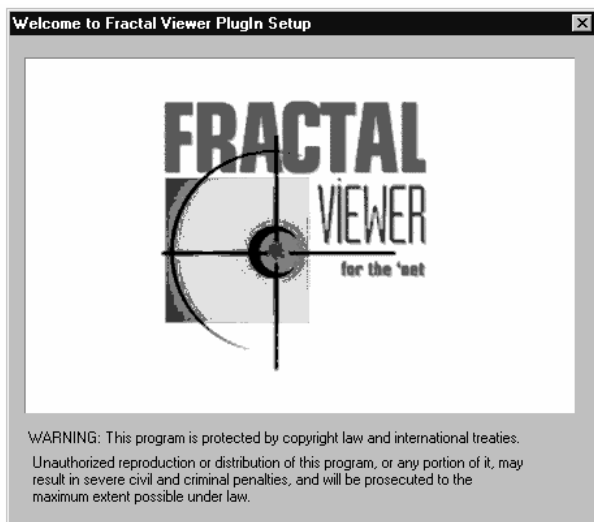 Welcome to Fractal Viewer PlugIn Setup
FRACTAL
ViEWER
for the 'net
WARNING: This program is protected by copyright law and international treaties.
Unauthorized reproduction or distribution of this program, or any portion of it, may
result in severe civil and criminal penalties, and will be prosecuted to the
maximum extent possible under law.